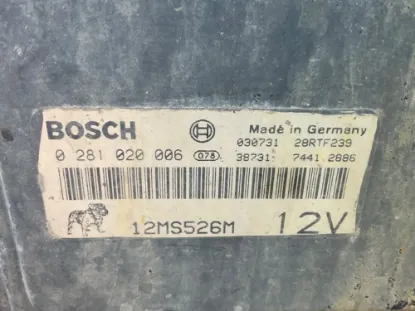 BOSCH
Made in Germany
030731 28RTF239
0 281 020 006 078 38731 7441 2886
12MS526M 12V